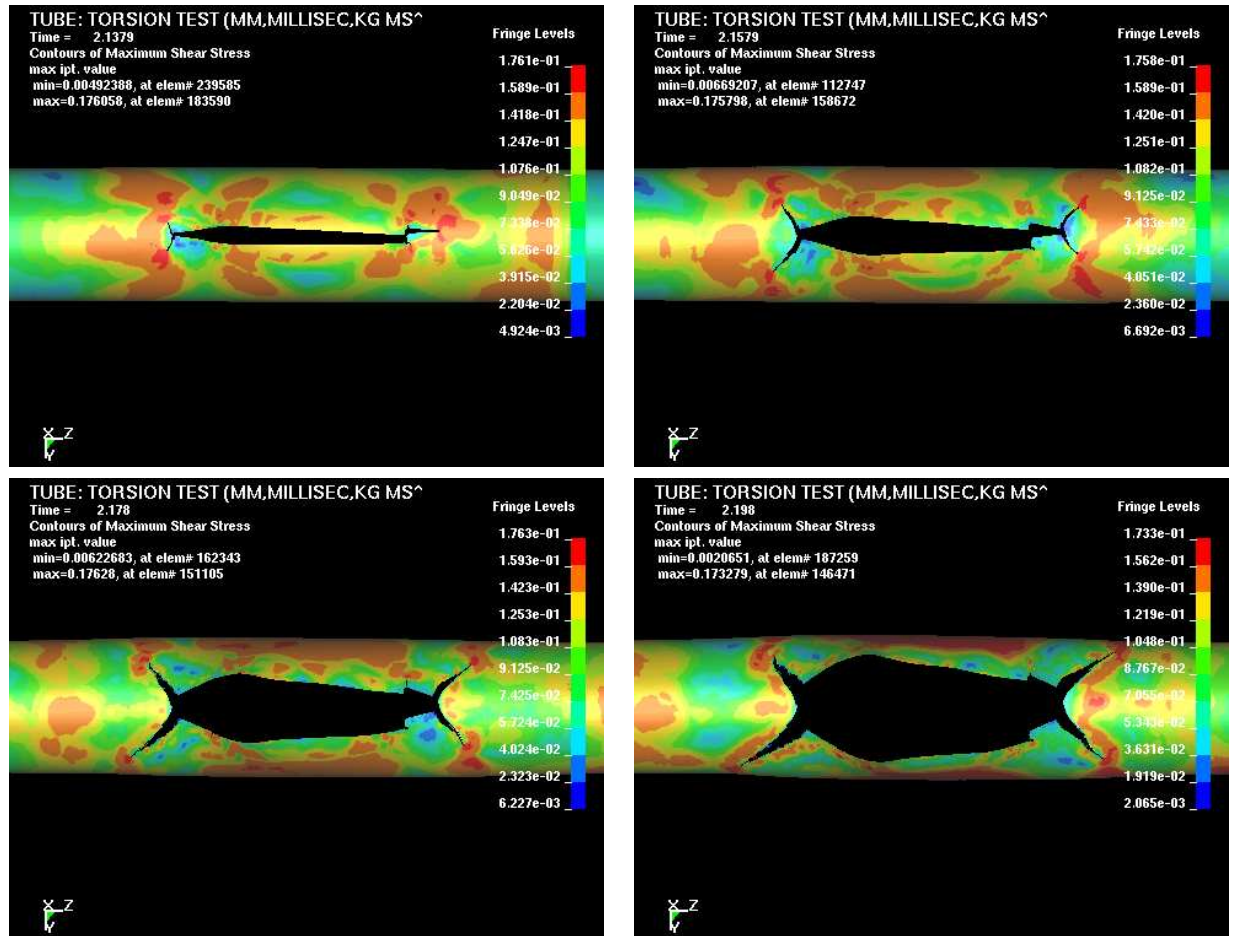 TUBE: TORSION TEST (MM,MILLISEC,KG MS^
Time = 2.1379
Contours of Maximum Shear Stress
max ipt. value
min=0.00492388, at elem# 239585
max=0.176058, at elem# 183590
Fringe Levels
1.761e-01
1.589e-01
1.418e-01
1.247e-01
1.076e-01
9.049e-02
7.338e-02
5.626e-02
3.915e-02
2.204e-02
4.924e-03
X Z
Y
TUBE: TORSION TEST (MM,MILLISEC,KG MS^
Time = 2.1579
Contours of Maximum Shear Stress
max ipt. value
min=0.00669207, at elem# 112747
max=0.175798, at elem# 158672
Fringe Levels
1.758e-01
1.589e-01
1.420e-01
1.251e-01
1.082e-01
9.125e-02
7.433e-02
5.742e-02
4.051e-02
2.360e-02
6.692e-03
X Z
Y
TUBE: TORSION TEST (MM,MILLISEC,KG MS^
Time = 2.178
Contours of Maximum Shear Stress
max ipt. value
min=0.00622683, at elem# 162343
max=0.17628, at elem# 151105
Fringe Levels
1.763e-01
1.593e-01
1.423e-01
1.253e-01
1.083e-01
9.125e-02
7.425e-02
5.724e-02
4.024e-02
2.323e-02
6.227e-03
X Z
Y
TUBE: TORSION TEST (MM,MILLISEC,KG MS^
Time = 2.198
Contours of Maximum Shear Stress
max ipt. value
min=0.0020651, at elem# 187259
max=0.173279, at elem# 146471
Fringe Levels
1.733e-01
1.562e-01
1.390e-01
1.219e-01
1.048e-01
8.767e-02
7.055e-02
5.343e-02
3.631e-02
1.919e-02
2.065e-03
X Z
Y